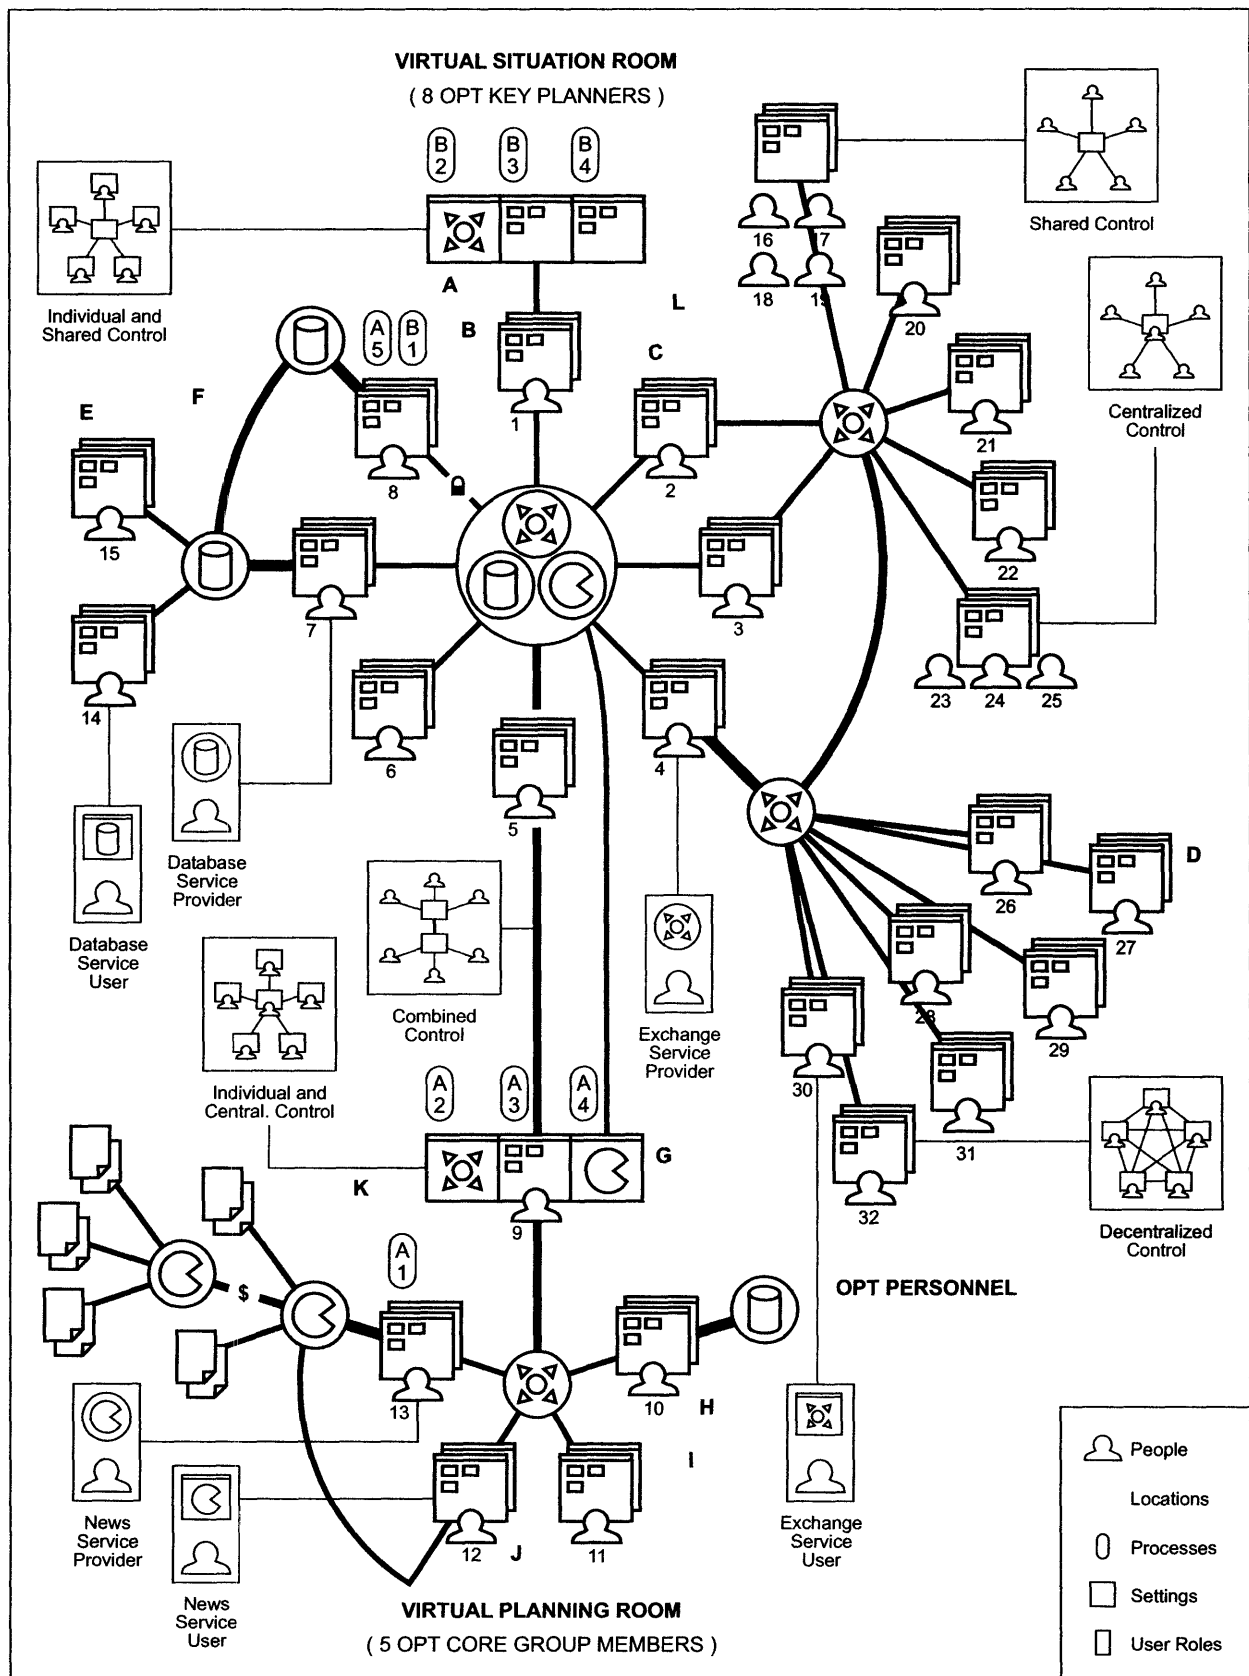 VIRTUAL SITUATION ROOM
( 8 OPT KEY PLANNERS )
B
2
B
3
B
4
Individual and
Shared Control
A
16
17
18
19
Shared Control
20
L
A
5
B
1
B
C
F
E
1
2
8
21
Centralized
Control
15
22
7
3
14
23
24
25
6
4
5
Database
Service
Provider
26
D
27
Database
Service
User
28
29
Combined
Control
Exchange
Service
Provider
30
Individual and
Central. Control
A
2
A
3
A
4
31
G
K
9
32
Decentralized
Control
A
1
$
OPT PERSONNEL
13
10
H
I
News
Service
Provider
12
J
11
Exchange
Service
User
News
Service
User
VIRTUAL PLANNING ROOM
( 5 OPT CORE GROUP MEMBERS )
People
Locations
Processes
Settings
User Roles